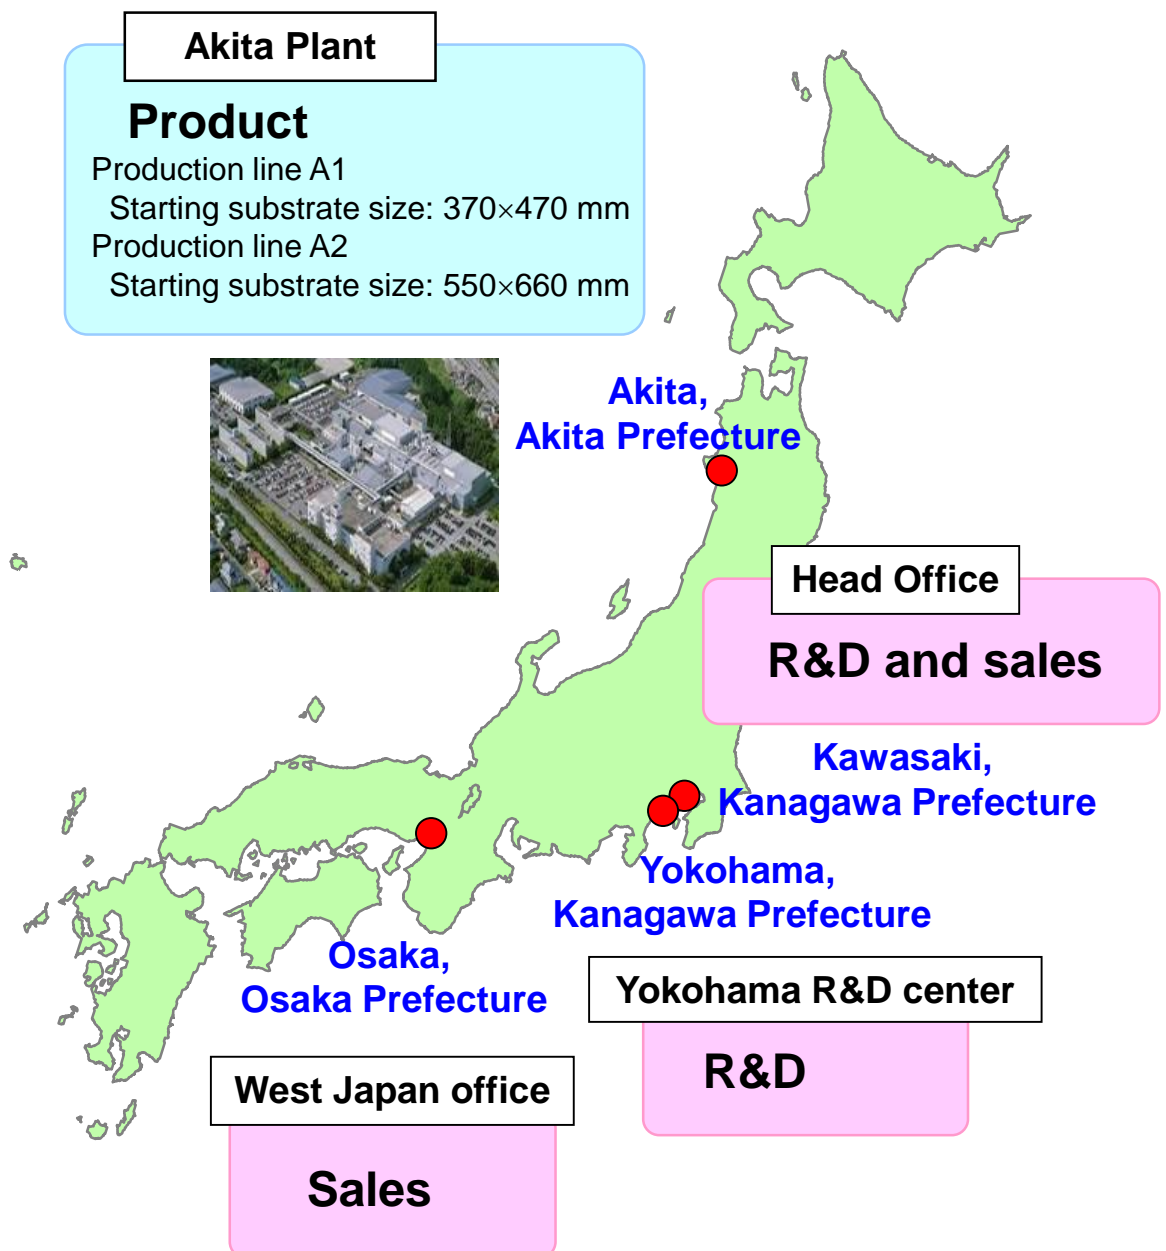 Akita Plant
Product
Production line A1
Starting substrate size: 370×470 mm
Production line A2
Starting substrate size: 550×660 mm
Akita,
Akita Prefecture
Head Office
R&D and sales
Kawasaki,
Kanagawa Prefecture
Yokohama,
Kanagawa Prefecture
Osaka,
Osaka Prefecture
Yokohama R&D center
R&D
West Japan office
Sales